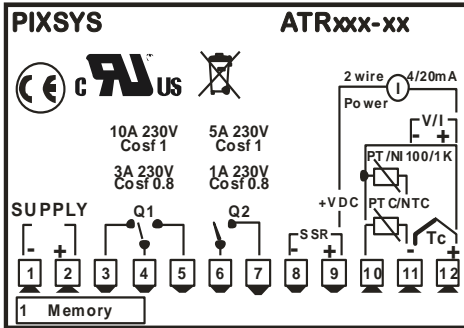 PIXSYS ATRxxx-xx
CE C RU US
2 wire I 4/20mA
Power
V/I
- +
10A 230V 5A 230V
Cosf 1 Cosf 1
3A 230V 1A 230V
Cosf 0.8 Cosf 0.8
PT/NI100/1K
PTC/NTC
+VDC
SUPPLY Q1 Q2
- + SSR - + - Tc +
1 2 3 4 5 6 7 8 9 10 11 12
1 Memory